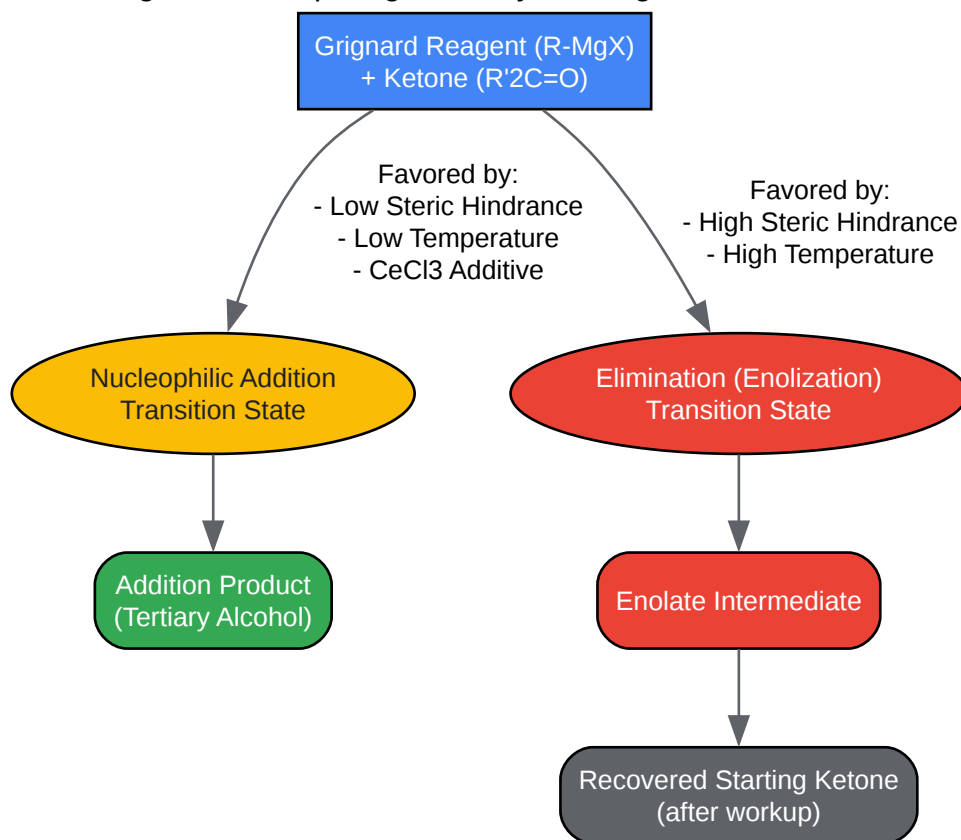 Grignard Reagent (R-MgX)
+ Ketone (R'2C=O)
Favored by:
- Low Steric Hindrance
- Low Temperature
- CeCl3 Additive
Favored by:
- High Steric Hindrance
- High Temperature
Nucleophilic Addition
Transition State
Elimination (Enolization)
Transition State
Addition Product
(Tertiary Alcohol)
Enolate Intermediate
Recovered Starting Ketone
(after workup)